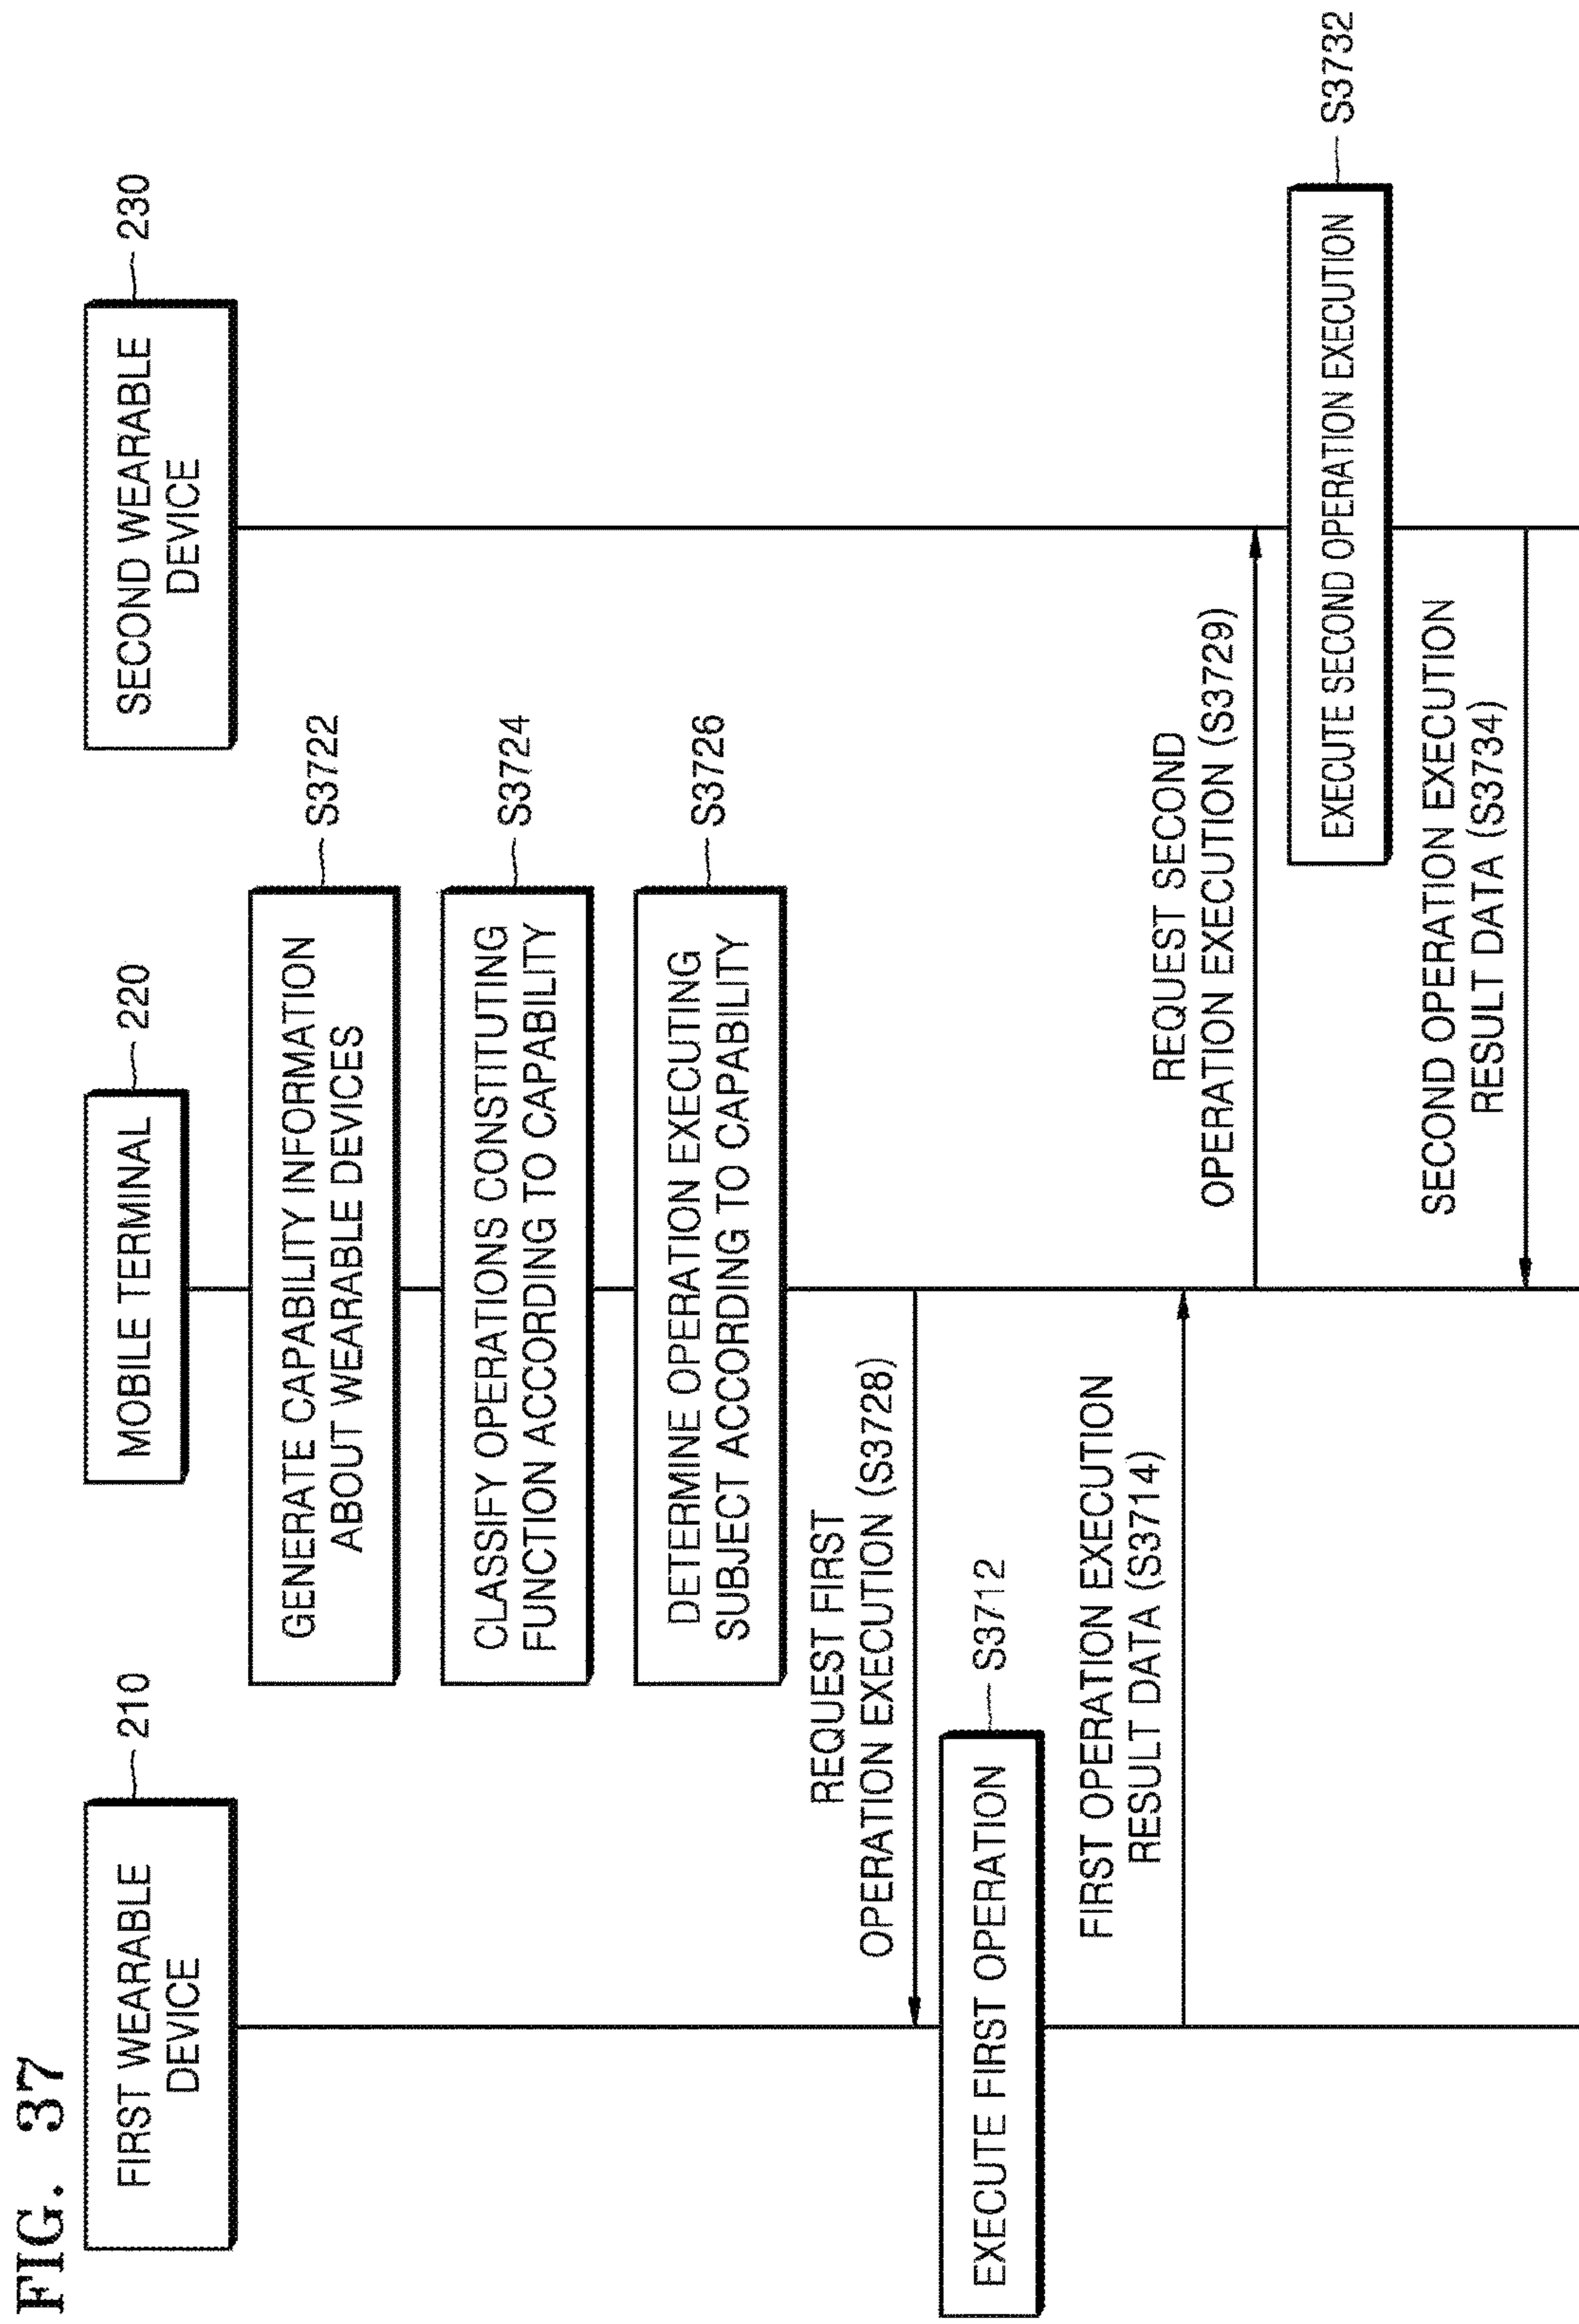 FIG. 37
FIRST WEARABLE
DEVICE
210
MOBILE TERMINAL
220
SECOND WEARABLE
DEVICE
230
GENERATE CAPABILITY INFORMATION
ABOUT WEARABLE DEVICES
S3722
CLASSIFY OPERATIONS CONSTITUTING
FUNCTION ACCORDING TO CAPABILITY
S3724
DETERMINE OPERATION EXECUTING
SUBJECT ACCORDING TO CAPABILITY
S3726
REQUEST FIRST
OPERATION EXECUTION (S3728)
EXECUTE FIRST OPERATION
S3712
FIRST OPERATION EXECUTION
RESULT DATA (S3714)
REQUEST SECOND
OPERATION EXECUTION (S3729)
EXECUTE SECOND OPERATION EXECUTION
S3732
SECOND OPERATION EXECUTION
RESULT DATA (S3734)